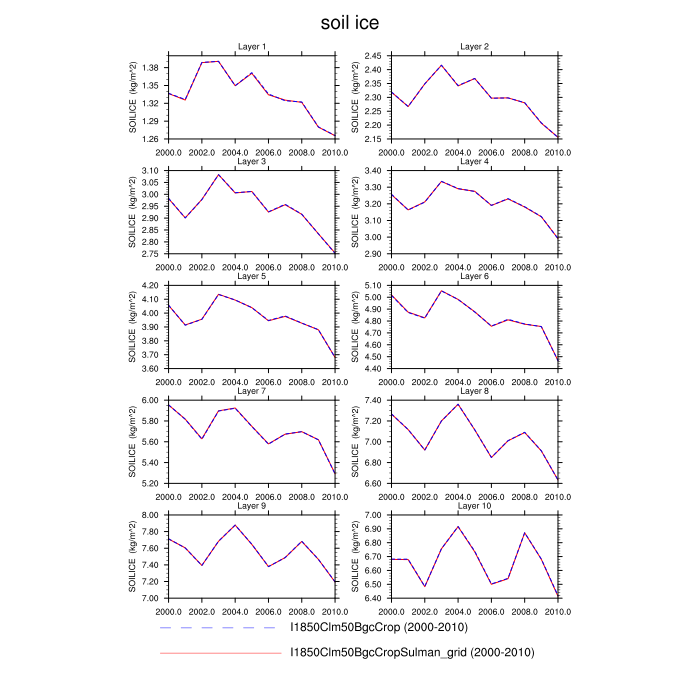 soil ice
Layer 1
SOILICE (kg/m^2)
1.38
1.35
1.32
1.29
1.26
2000.0 2002.0 2004.0 2006.0 2008.0 2010.0
Layer 2
SOILICE (kg/m^2)
2.45
2.40
2.35
2.30
2.25
2.20
2.15
2000.0 2002.0 2004.0 2006.0 2008.0 2010.0
Layer 3
SOILICE (kg/m^2)
3.10
3.05
3.00
2.95
2.90
2.85
2.80
2.75
2000.0 2002.0 2004.0 2006.0 2008.0 2010.0
Layer 4
SOILICE (kg/m^2)
3.40
3.30
3.20
3.10
3.00
2.90
2000.0 2002.0 2004.0 2006.0 2008.0 2010.0
Layer 5
SOILICE (kg/m^2)
4.20
4.10
4.00
3.90
3.80
3.70
3.60
2000.0 2002.0 2004.0 2006.0 2008.0 2010.0
Layer 6
SOILICE (kg/m^2)
5.10
5.00
4.90
4.80
4.70
4.60
4.50
4.40
2000.0 2002.0 2004.0 2006.0 2008.0 2010.0
Layer 7
SOILICE (kg/m^2)
6.00
5.80
5.60
5.40
5.20
2000.0 2002.0 2004.0 2006.0 2008.0 2010.0
Layer 8
SOILICE (kg/m^2)
7.40
7.20
7.00
6.80
6.60
2000.0 2002.0 2004.0 2006.0 2008.0 2010.0
Layer 9
SOILICE (kg/m^2)
8.00
7.80
7.60
7.40
7.20
7.00
2000.0 2002.0 2004.0 2006.0 2008.0 2010.0
Layer 10
SOILICE (kg/m^2)
7.00
6.90
6.80
6.70
6.60
6.50
6.40
2000.0 2002.0 2004.0 2006.0 2008.0 2010.0
I1850Clm50BgcCrop (2000-2010)
I1850Clm50BgcCropSulman_grid (2000-2010)